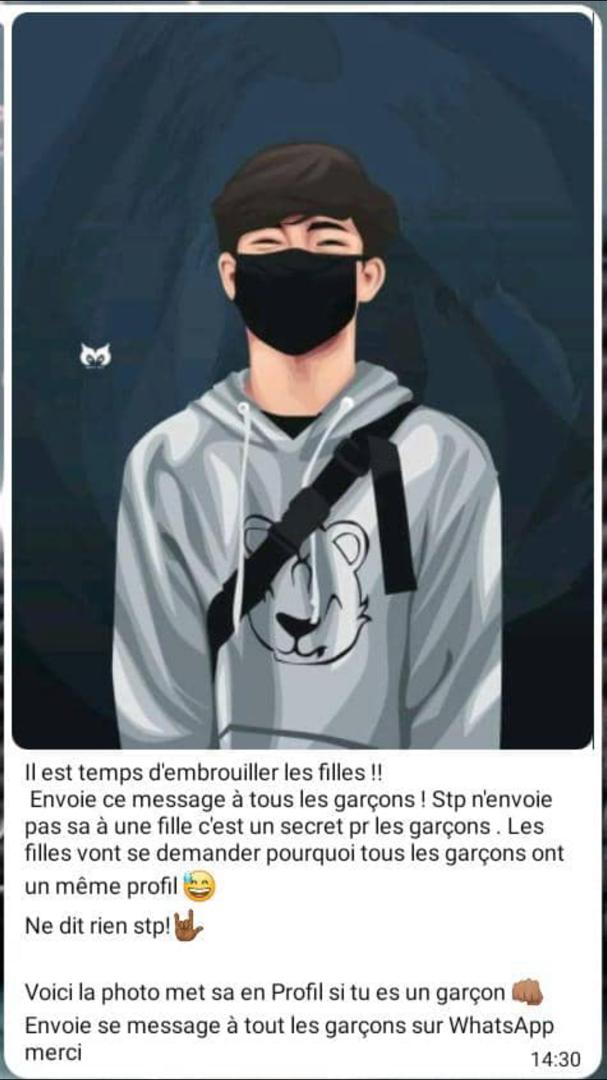 Il est temps d'embrouiller les filles !!
Envoie ce message à tous les garçons ! Stp n'envoie
pas sa à une fille c'est un secret pr les garçons . Les
filles vont se demander pourquoi tous les garçons ont
un même profil 😅
Ne dit rien stp!🤟🏾
Voici la photo met sa en Profil si tu es un garçon 👊🏽
Envoie se message à tout les garçons sur WhatsApp
merci
14:30